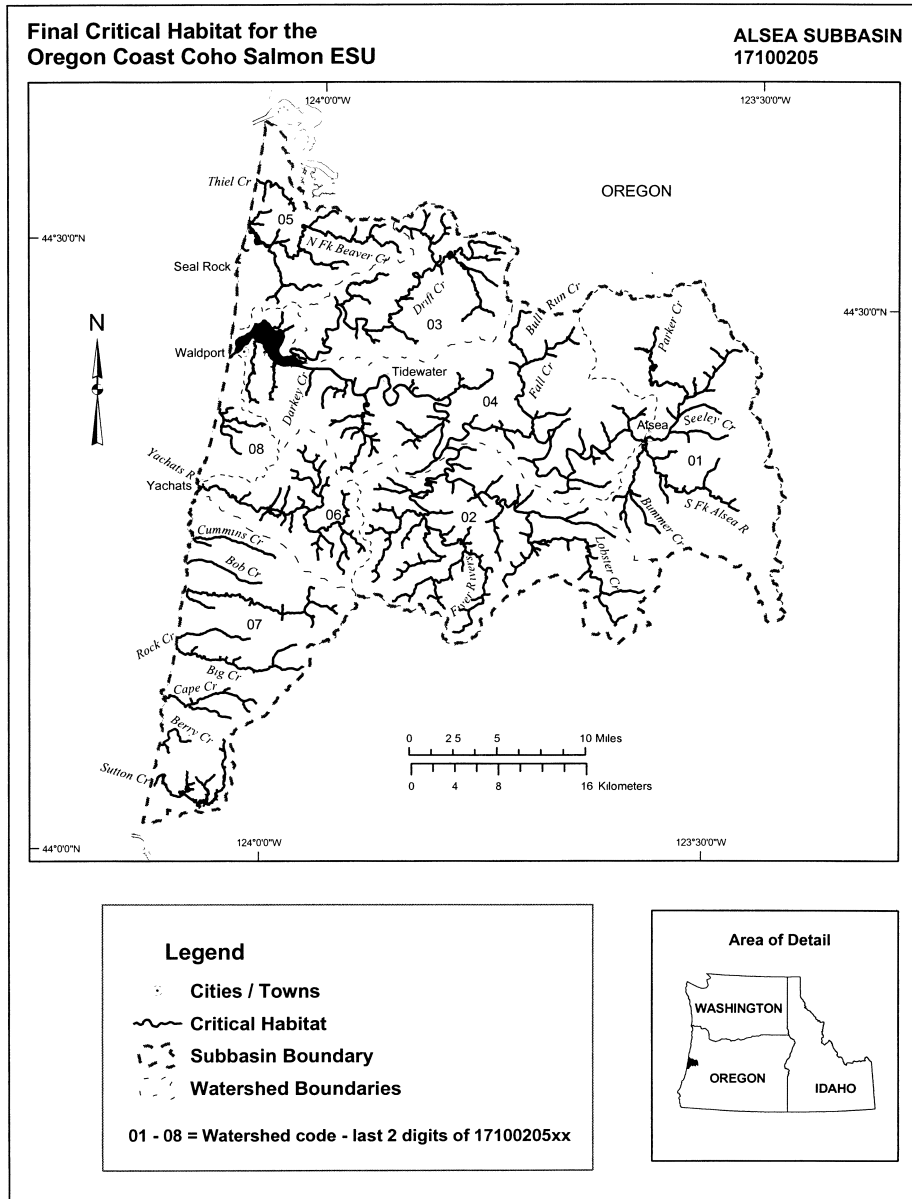 Final Critical Habitat for the
Oregon Coast Coho Salmon ESU
ALSEA SUBBASIN
17100205
124°0'0"W
123°30'0"W
OREGON
Thiel Cr
05
44°30'0"N
N Fk Beaver Cr
Seal Rock
Drift Cr
03
Bull Run Cr
Parker Cr
44°30'0"N
N
Waldport
Tidewater
Darkey Cr
Fall Cr
04
Alsea
Seeley Cr
01
08
Yachats R
Yachats
S Fk Alsea R
Bummer Cr
06
02
Cummins Cr
Lobster Cr
Bob Cr
Five Rivers
07
Rock Cr
Big Cr
Cape Cr
Berry Cr
Sutton Cr
0 2 5 5 10 Miles
0 4 8 16 Kilometers
44°0'0"N
124°0'0"W
123°30'0"W
Legend
Cities / Towns
Critical Habitat
Subbasin Boundary
Watershed Boundaries
01 - 08 = Watershed code - last 2 digits of 17100205xx
Area of Detail
WASHINGTON
OREGON
IDAHO